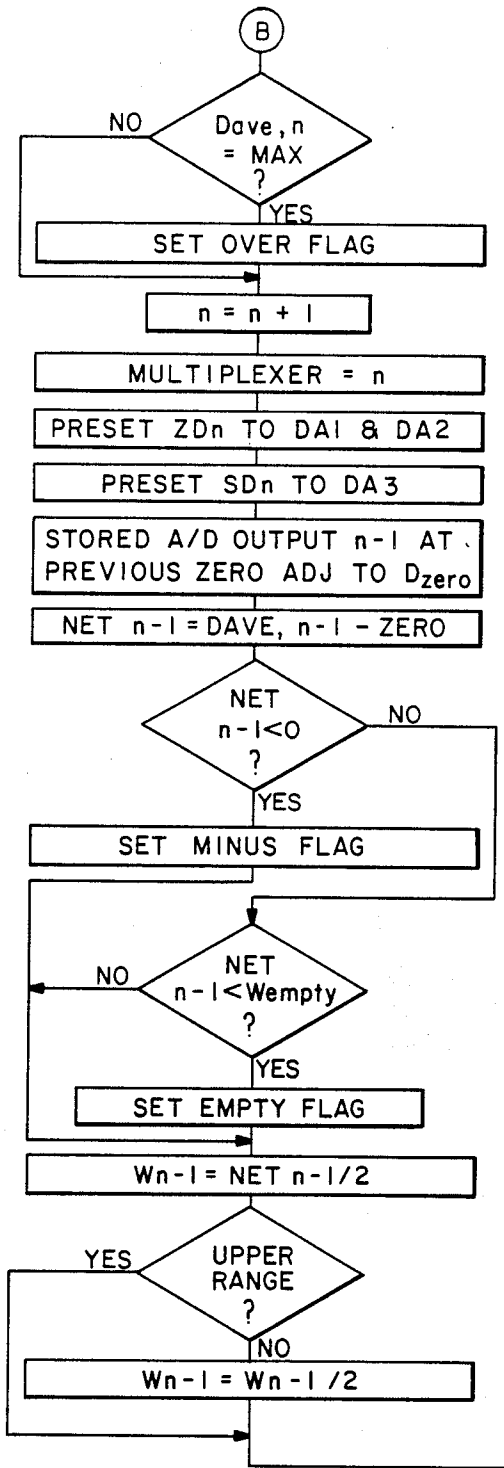 B
Dave, n
= MAX
?
NO
YES
SET OVER FLAG
n = n + 1
MULTIPLEXER = n
PRESET ZDn TO DA1 & DA2
PRESET SDn TO DA3
STORED A/D OUTPUT n-1 AT
PREVIOUS ZERO ADJ TO Dzero
NET n-1 = DAVE, n-1 - ZERO
NET
n-1<0
?
NO
YES
SET MINUS FLAG
NET
n-1<Wempty
?
NO
YES
SET EMPTY FLAG
Wn-1 = NET n-1/2
UPPER
RANGE
?
YES
NO
Wn-1 = Wn-1/2